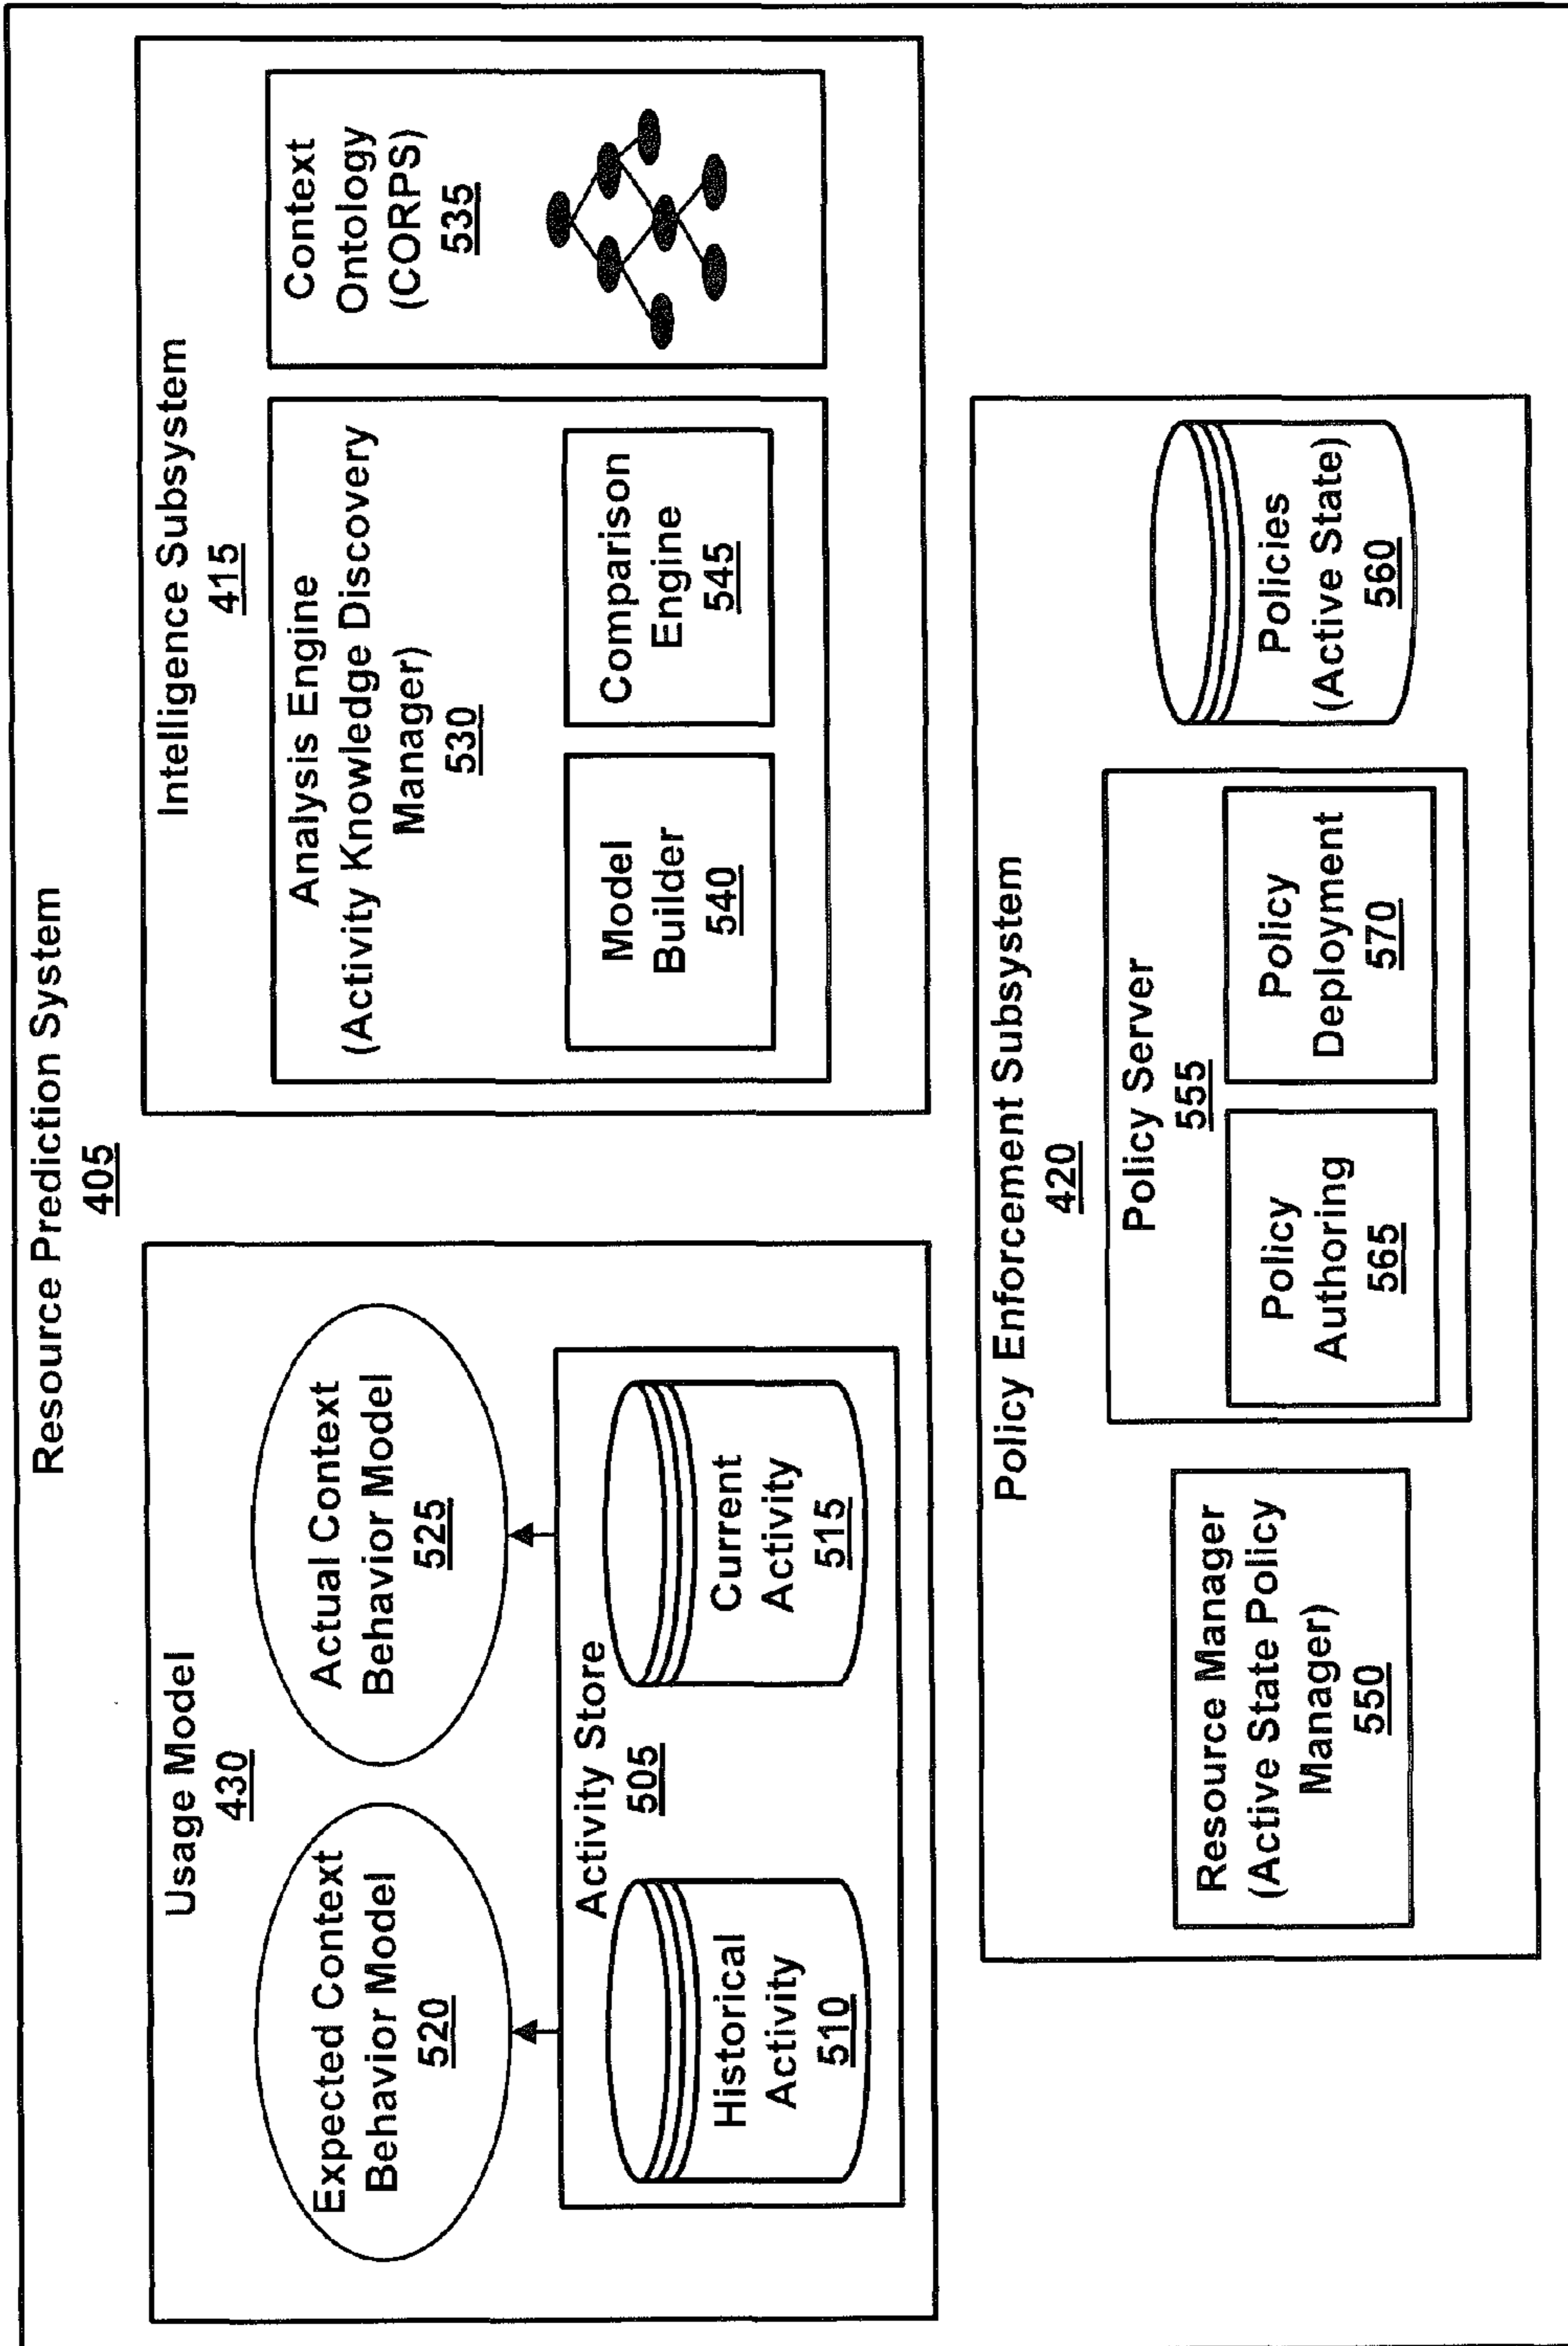 Resource Prediction System
405
Usage Model
430
Expected Context
Behavior Model
520
Actual Context
Behavior Model
525
Activity Store
505
Historical
Activity
510
Current
Activity
515
Intelligence Subsystem
415
Analysis Engine
(Activity Knowledge Discovery
Manager)
530
Model
Builder
540
Comparison
Engine
545
Context
Ontology
(CORPS)
535
Policy Enforcement Subsystem
420
Resource Manager
(Active State Policy
Manager)
550
Policy Server
555
Policy
Authoring
565
Policy
Deployment
570
Policies
(Active State)
560